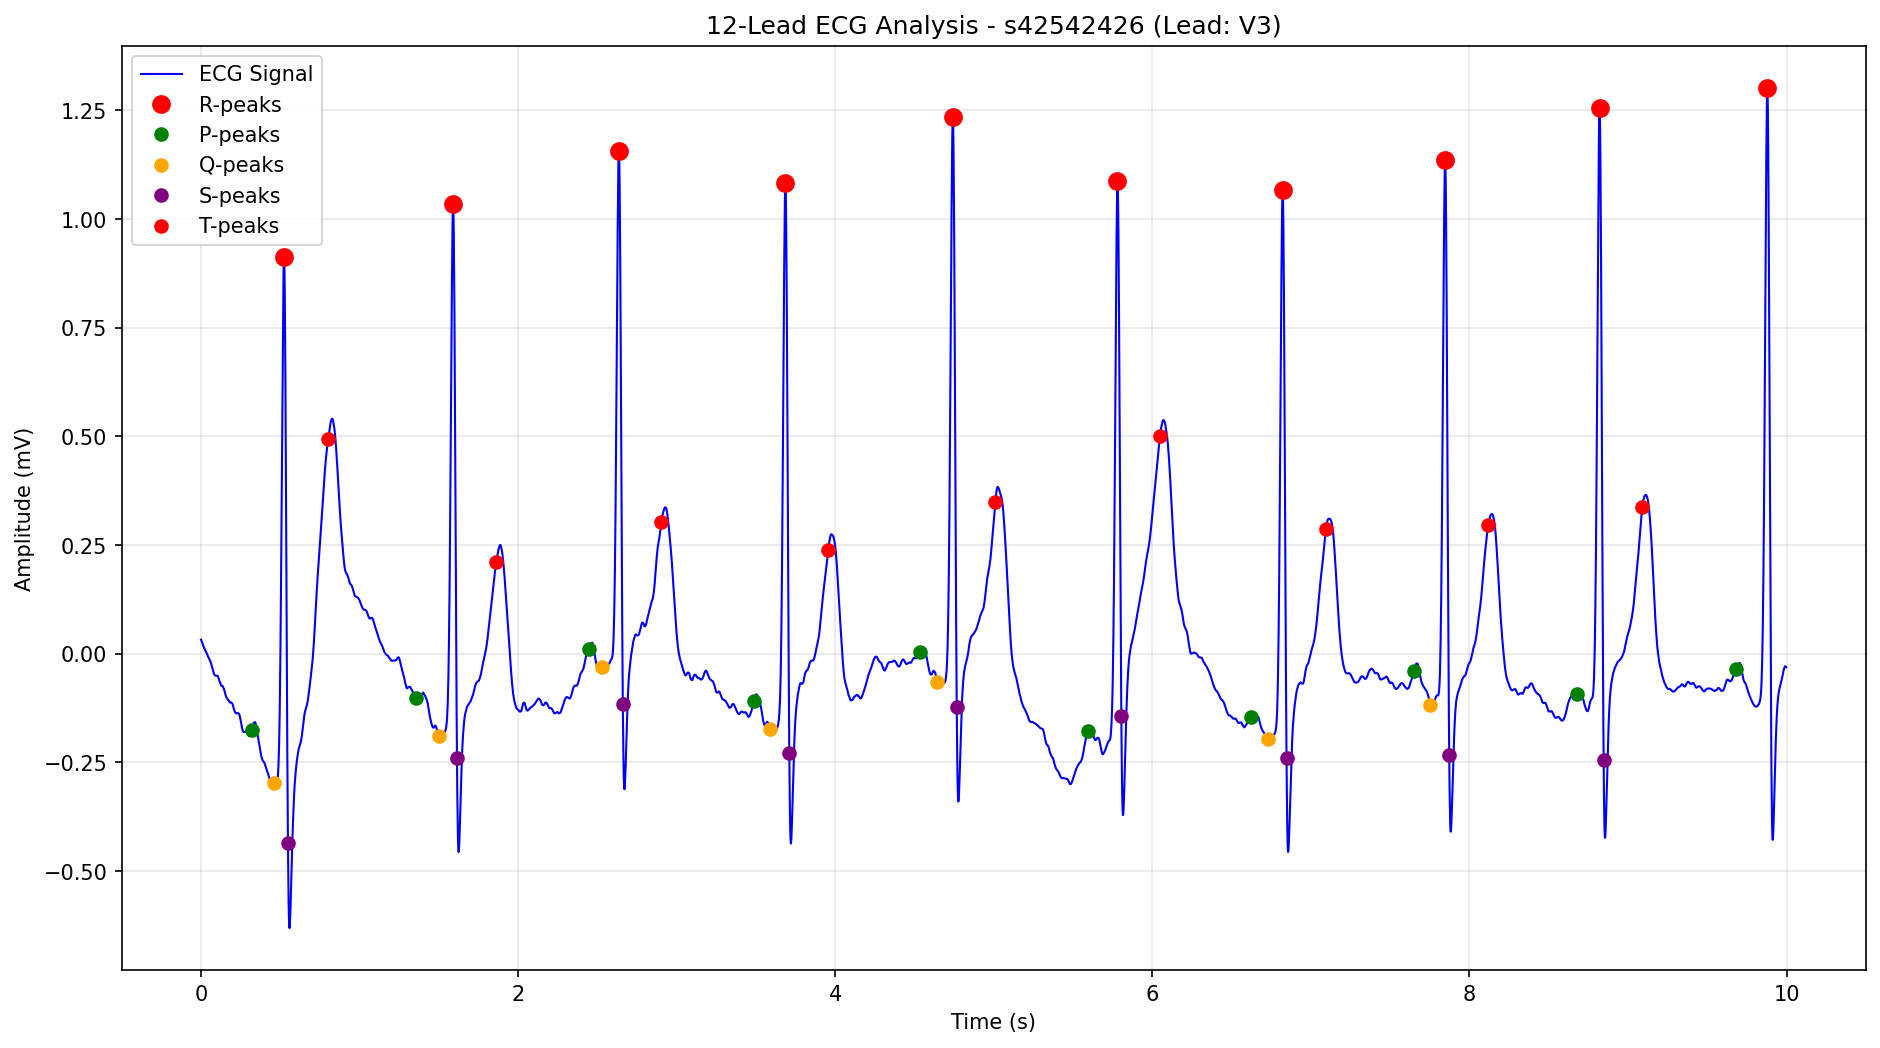 12-Lead ECG Analysis - s42542426 (Lead: V3)
ECG Signal
R-peaks
P-peaks
Q-peaks
S-peaks
T-peaks
Amplitude (mV)
1.25
1.00
0.75
0.50
0.25
0.00
−0.25
−0.50
0 2 4 6 8 10
Time (s)